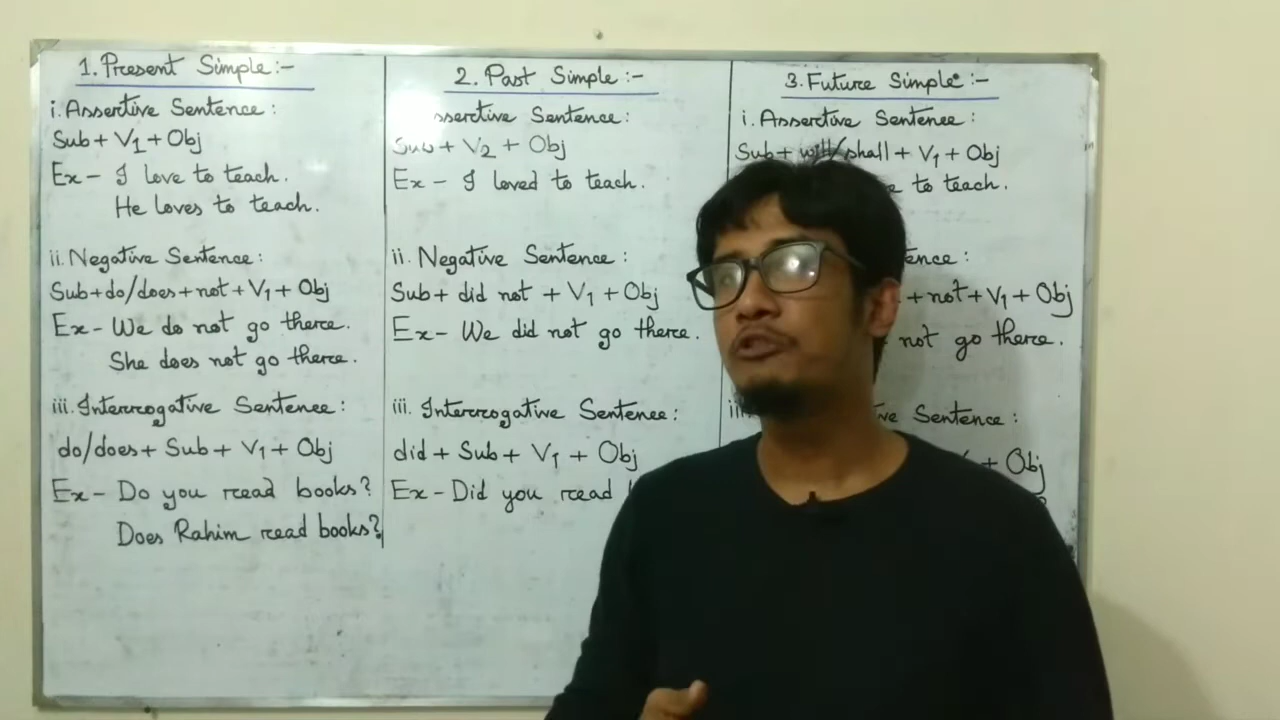 1. Present Simple:-
i. Assertive Sentence:
Sub + V1 + Obj
Ex - I love to teach.
He loves to teach.
ii. Negative Sentence:
Sub + do/does + not + V1 + Obj
Ex - We do not go there.
She does not go there.
iii. Interrogative Sentence:
do/does + Sub + V1 + Obj
Ex - Do you read books?
Does Rahim read books?
2. Past Simple:-
ssertive Sentence:
Sub + V2 + Obj
Ex - I loved to teach.
ii. Negative Sentence:
Sub + did not + V1 + Obj
Ex - We did not go there.
iii. Interrogative Sentence:
did + Sub + V1 + Obj
Ex - Did you read
3. Future Simple:-
i. Assertive Sentence:
Sub + will/shall + V1 + Obj
to teach.
+ not + V1 + Obj
not go there.
Sentence:
+ Obj